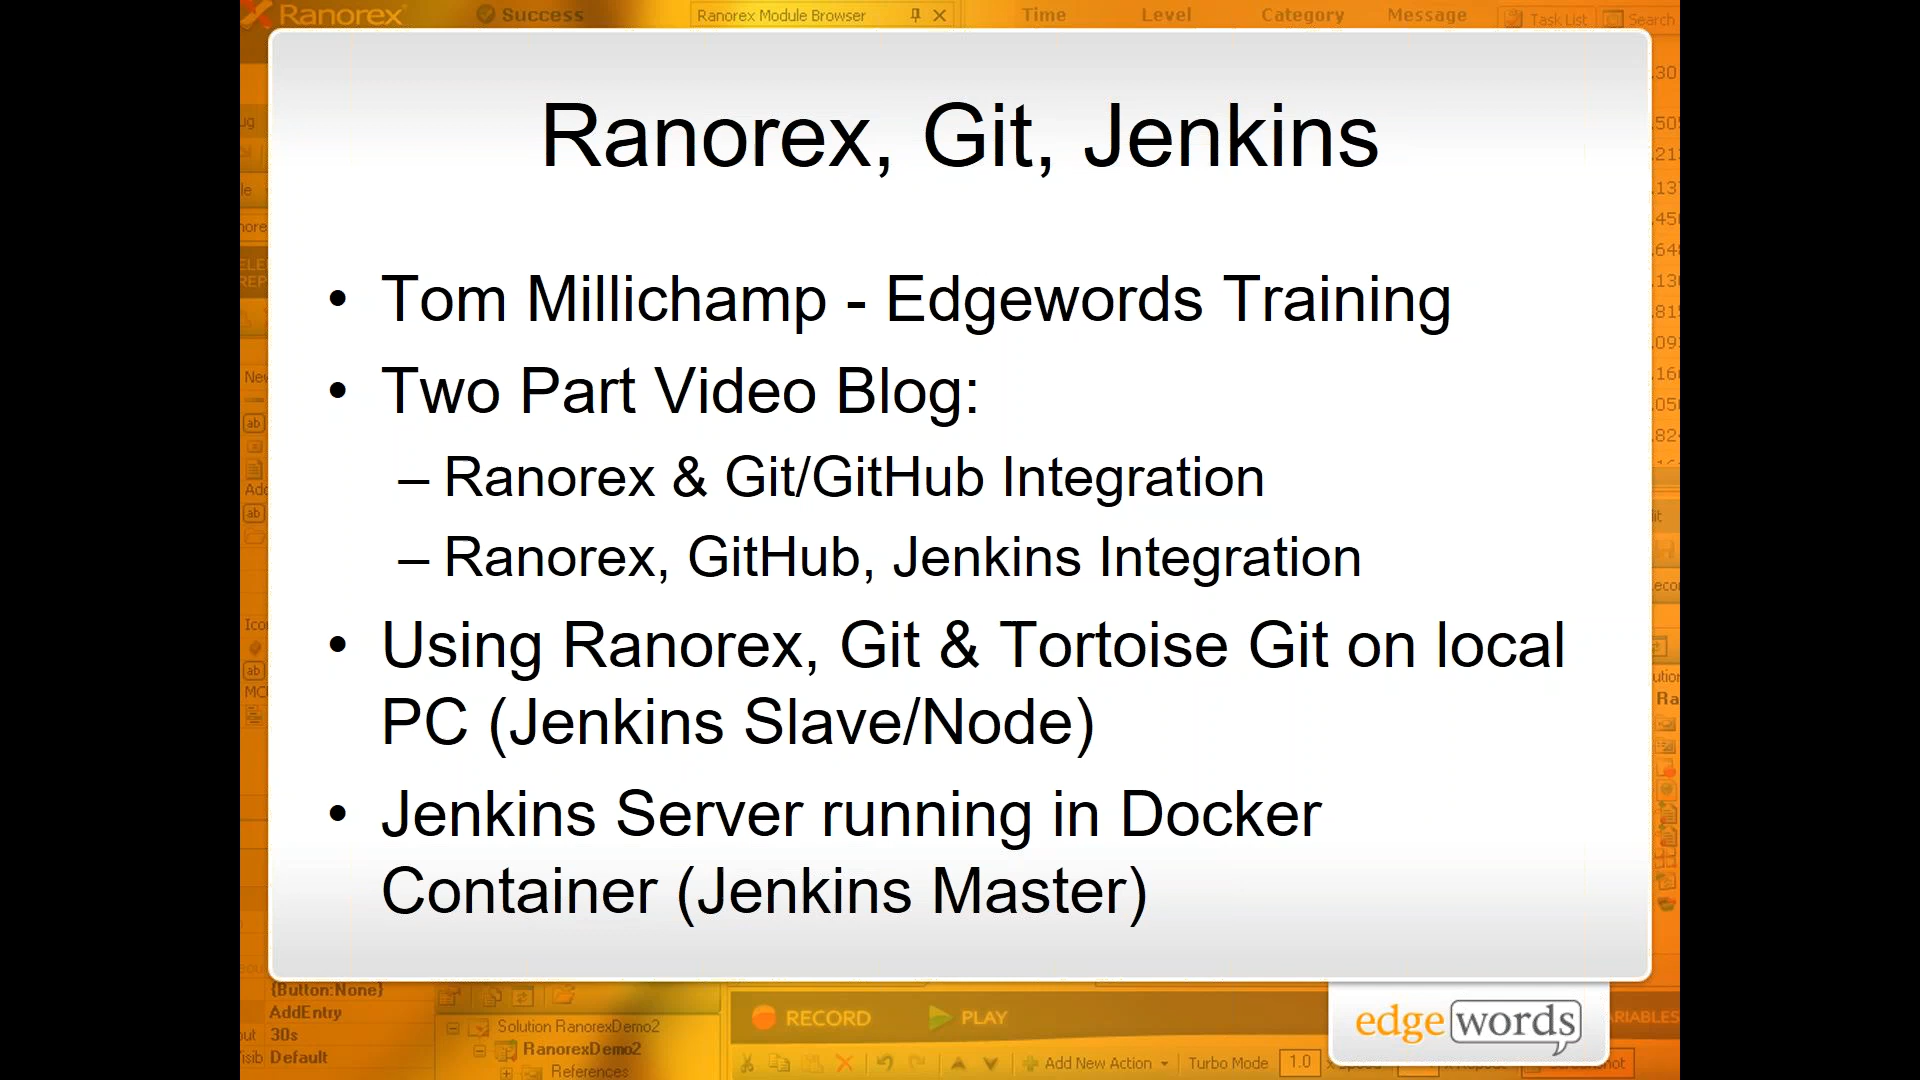 Ranorex
Success
Ranorex Module Browser
Time Level Category Message
Task List Search
Ranorex, Git, Jenkins
• Tom Millichamp - Edgewords Training
• Two Part Video Blog:
– Ranorex & Git/GitHub Integration
– Ranorex, GitHub, Jenkins Integration
• Using Ranorex, Git & Tortoise Git on local
PC (Jenkins Slave/Node)
• Jenkins Server running in Docker
Container (Jenkins Master)
{Button:None}
AddEntry
30s
Default
Solution RanorexDemo2
RanorexDemo2
References
RECORD PLAY
Add New Action Turbo Mode 1.0
edgewords